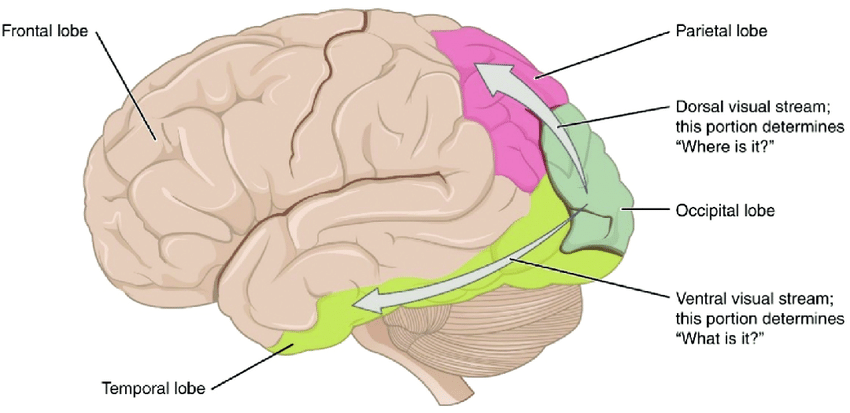 Frontal lobe
Parietal lobe
Dorsal visual stream;
this portion determines
“Where is it?”
Occipital lobe
Ventral visual stream;
this portion determines
“What is it?”
Temporal lobe